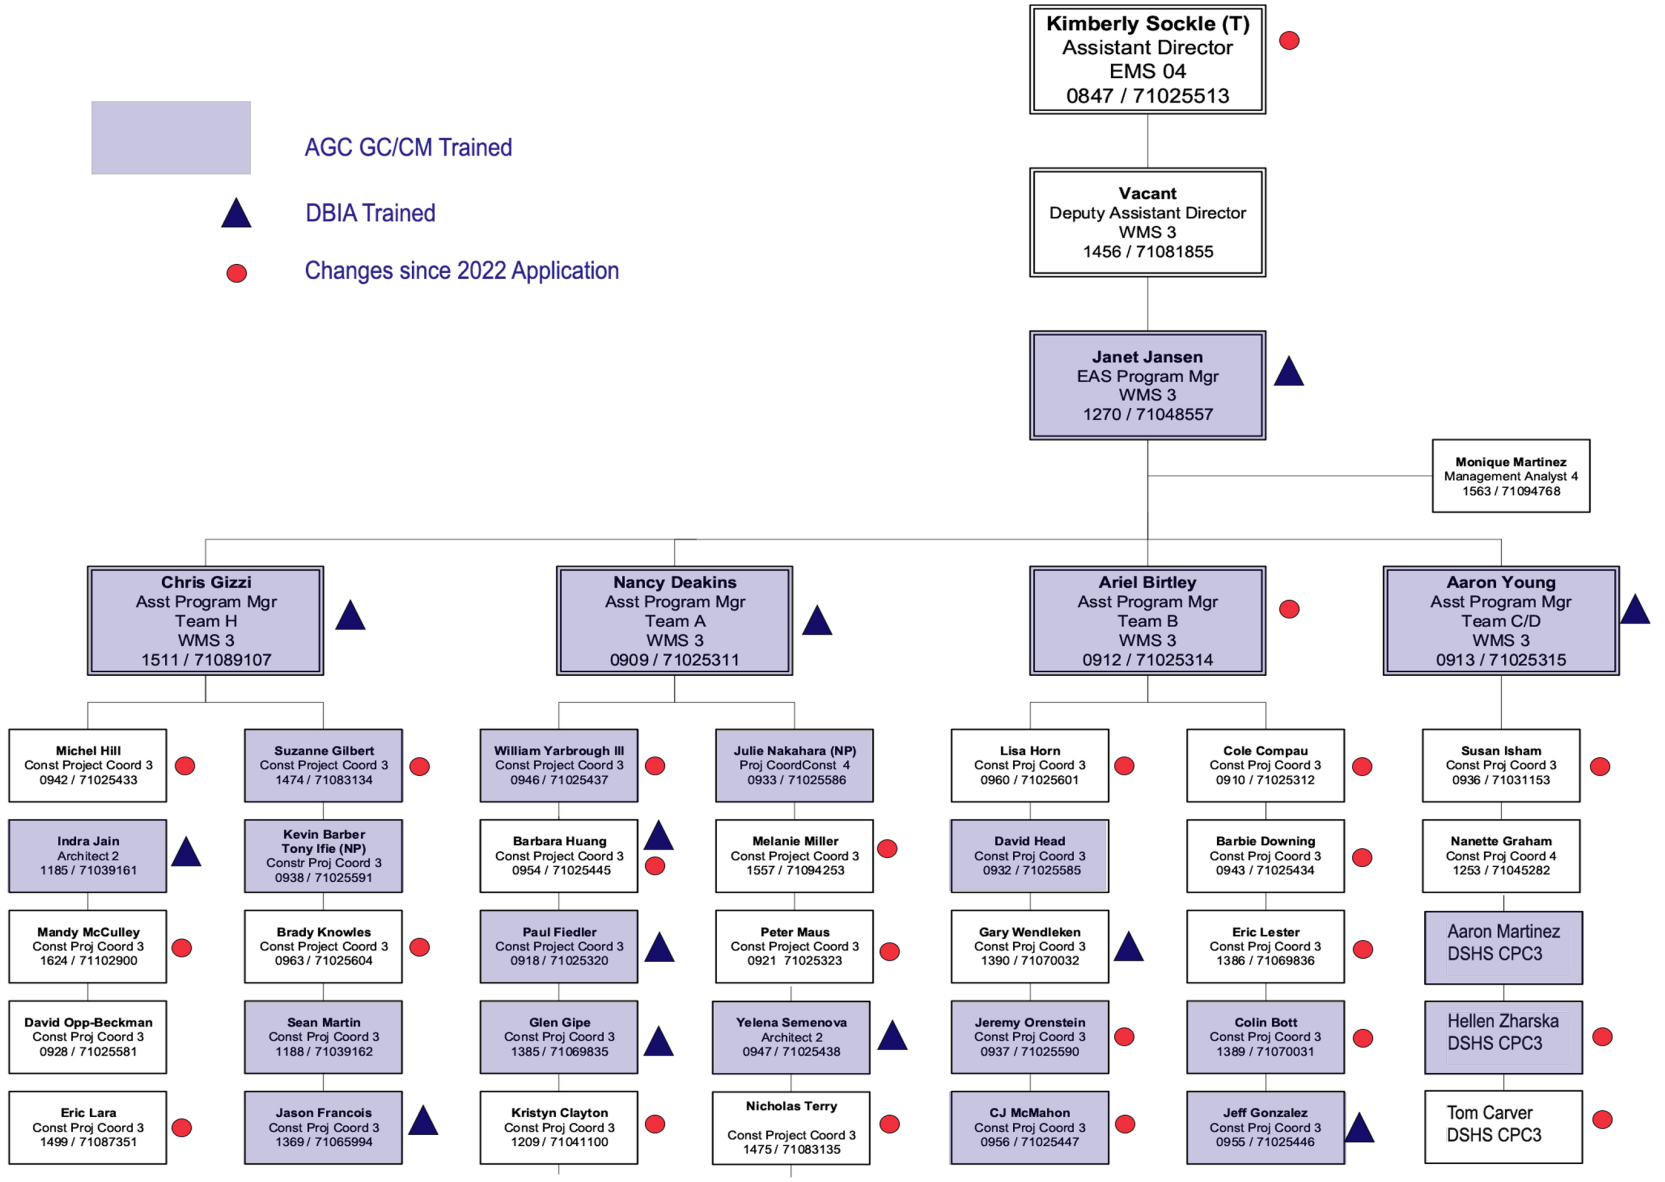 Kimberly Sockle (T)
Assistant Director
EMS 04
0847 / 71025513
AGC GC/CM Trained
DBIA Trained
Changes since 2022 Application
Vacant
Deputy Assistant Director
WMS 3
1456 / 71081855
Janet Jansen
EAS Program Mgr
WMS 3
1270 / 71048557
Monique Martinez
Management Analyst 4
1563 / 71094768
Chris Gizzi
Asst Program Mgr
Team H
WMS 3
1511 / 71089107
Nancy Deakins
Asst Program Mgr
Team A
WMS 3
0909 / 71025311
Ariel Birtley
Asst Program Mgr
Team B
WMS 3
0912 / 71025314
Aaron Young
Asst Program Mgr
Team C/D
WMS 3
0913 / 71025315
Michel Hill
Const Project Coord 3
0942 / 71025433
Suzanne Gilbert
Const Project Coord 3
1474 / 71083134
William Yarbrough III
Const Project Coord 3
0946 / 71025437
Julie Nakahara (NP)
Proj CoordConst 4
0933 / 71025586
Lisa Horn
Const Proj Coord 3
0960 / 71025601
Cole Compau
Const Proj Coord 3
0910 / 71025312
Susan Isham
Const Proj Coord 3
0936 / 71031153
Indra Jain
Architect 2
1185 / 71039161
Kevin Barber
Tony Ifie (NP)
Constr Proj Coord 3
0938 / 71025591
Barbara Huang
Const Project Coord 3
0954 / 71025445
Melanie Miller
Const Project Coord 3
1557 / 71094253
David Head
Const Proj Coord 3
0932 / 71025585
Barbie Downing
Const Proj Coord 3
0943 / 71025434
Nanette Graham
Const Proj Coord 4
1253 / 71045282
Mandy McCulley
Const Proj Coord 3
1624 / 71102900
Brady Knowles
Const Project Coord 3
0963 / 71025604
Paul Fiedler
Const Project Coord 3
0918 / 71025320
Peter Maus
Const Project Coord 3
0921 71025323
Gary Wendleken
Const Proj Coord 3
1390 / 71070032
Eric Lester
Const Proj Coord 3
1386 / 71069836
Aaron Martinez
DSHS CPC3
David Opp-Beckman
Const Proj Coord 3
0928 / 71025581
Sean Martin
Const Proj Coord 3
1188 / 71039162
Glen Gipe
Const Proj Coord 3
1385 / 71069835
Yelena Semenova
Architect 2
0947 / 71025438
Jeremy Orenstein
Const Proj Coord 3
0937 / 71025590
Colin Bott
Const Proj Coord 3
1389 / 71070031
Hellen Zharska
DSHS CPC3
Eric Lara
Const Proj Coord 3
1499 / 71087351
Jason Francois
Const Proj Coord 3
1369 / 71065994
Kristyn Clayton
Const Proj Coord 3
1209 / 71041100
Nicholas Terry
Const Project Coord 3
1475 / 71083135
CJ McMahon
Const Proj Coord 3
0956 / 71025447
Jeff Gonzalez
Const Proj Coord 3
0955 / 71025446
Tom Carver
DSHS CPC3